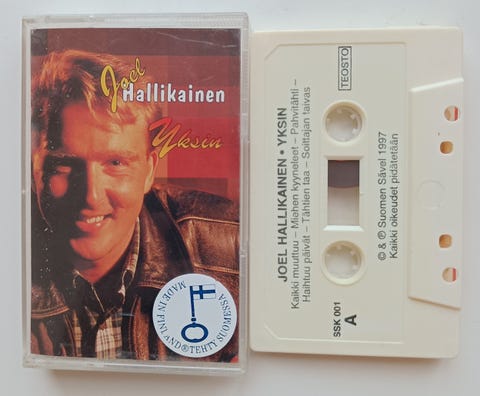 Joel
Hallikainen
Yksin
MADE IN FINLAND ® TEHTY SUOMESSA
JOEL HALLIKAINEN • YKSIN
Kaikki muuttuu – Miehen kyyneleet – Pahvitähti –
Haihtuu päivät – Tähtien taa – Soittajan taivas
TEOSTO
© & ℗ Suomen Sävel 1997
Kaikki oikeudet pidätetään
SSK 001
A